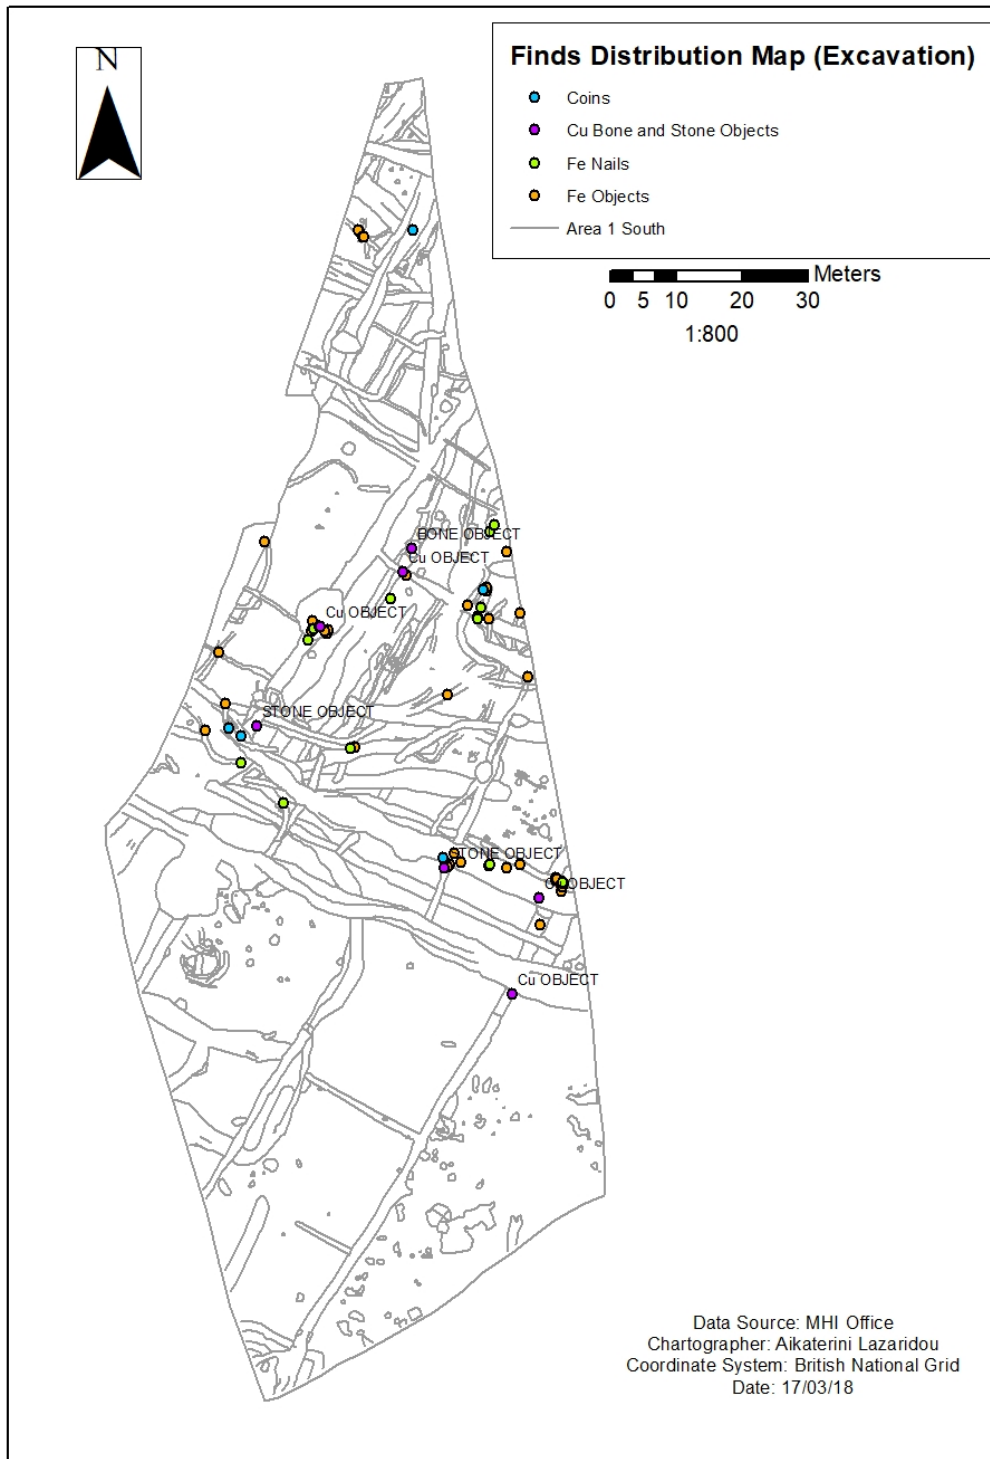 N
Finds Distribution Map (Excavation)
Coins
Cu Bone and Stone Objects
Fe Nails
Fe Objects
Area 1 South
Meters
0 5 10 20 30
1:800
BONE OBJECT
Cu OBJECT
Cu OBJECT
STONE OBJECT
STONE OBJECT
Cu OBJECT
Cu OBJECT
Data Source: MHI Office
Chartographer: Aikaterini Lazaridou
Coordinate System: British National Grid
Date: 17/03/18